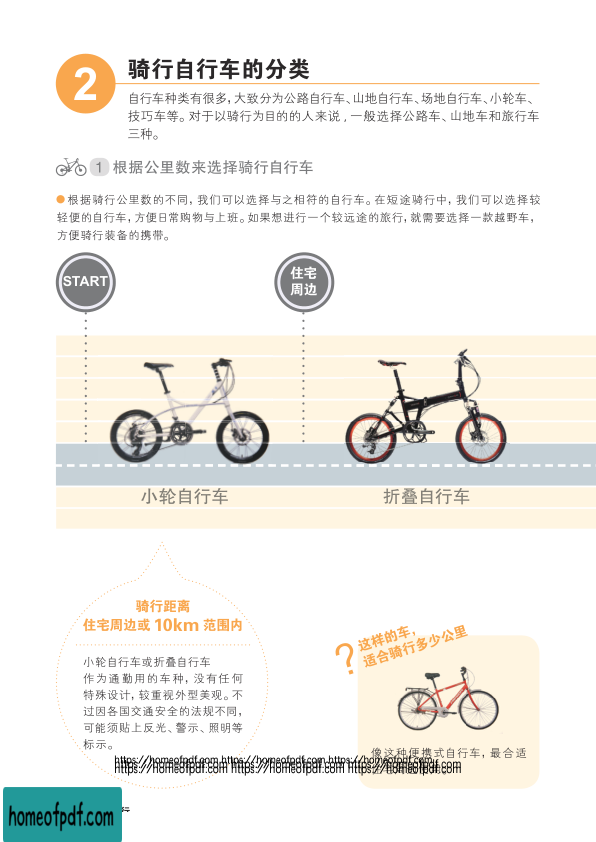 2 骑行自行车的分类
自行车种类有很多，大致分为公路自行车、山地自行车、场地自行车、小轮车、
技巧车等。对于以骑行为目的的人来说，一般选择公路车、山地车和旅行车
三种。
1 根据公里数来选择骑行自行车
根据骑行公里数的不同，我们可以选择与之相符的自行车。在短途骑行中，我们可以选择较
轻便的自行车，方便日常购物与上班。如果想进行一个较远途的旅行，就需要选择一款越野车，
方便骑行装备的携带。
START
住宅
周边
小轮自行车
折叠自行车
骑行距离
住宅周边或 10km 范围内
小轮自行车或折叠自行车
作为通勤用的车种，没有任何
特殊设计，较重视外型美观。不
过因各国交通安全的法规不同，
可能须贴上反光、警示、照明等
标示。
? 这样的车，
适合骑行多少公里
像这种便携式自行车，最合适
https://homeofpdf.com https://homeofpdf.com https://homeofpdf.com
https://homeofpdf.com https://homeofpdf.com https://homeofpdf.com
homeofpdf.com
行